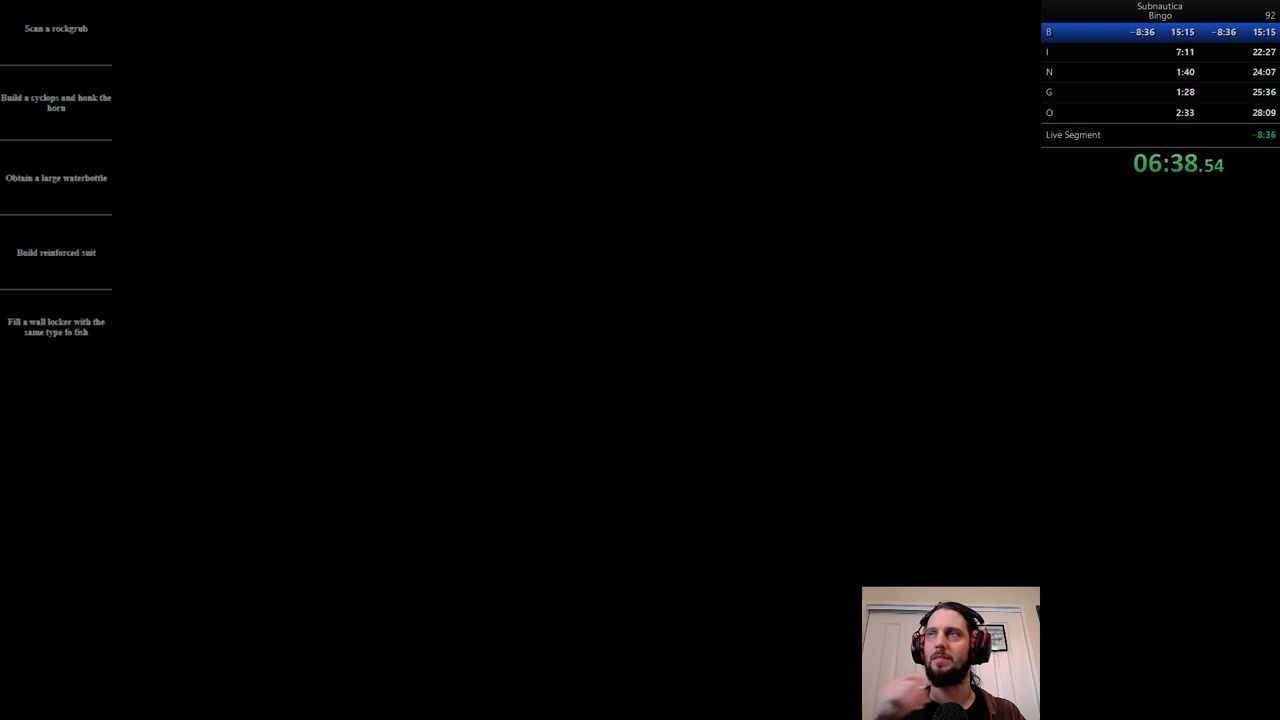 Scan a rockgrub
Build a cyclops and honk the
horn
Obtain a large waterbottle
Build reinforced suit
Fill a wall locker with the
same type fo fish
Subnautica
Bingo 92
B −8:36 15:15 −8:36 15:15
I 7:11 22:27
N 1:40 24:07
G 1:28 25:36
O 2:33 28:09
Live Segment −8:36
06:38.54